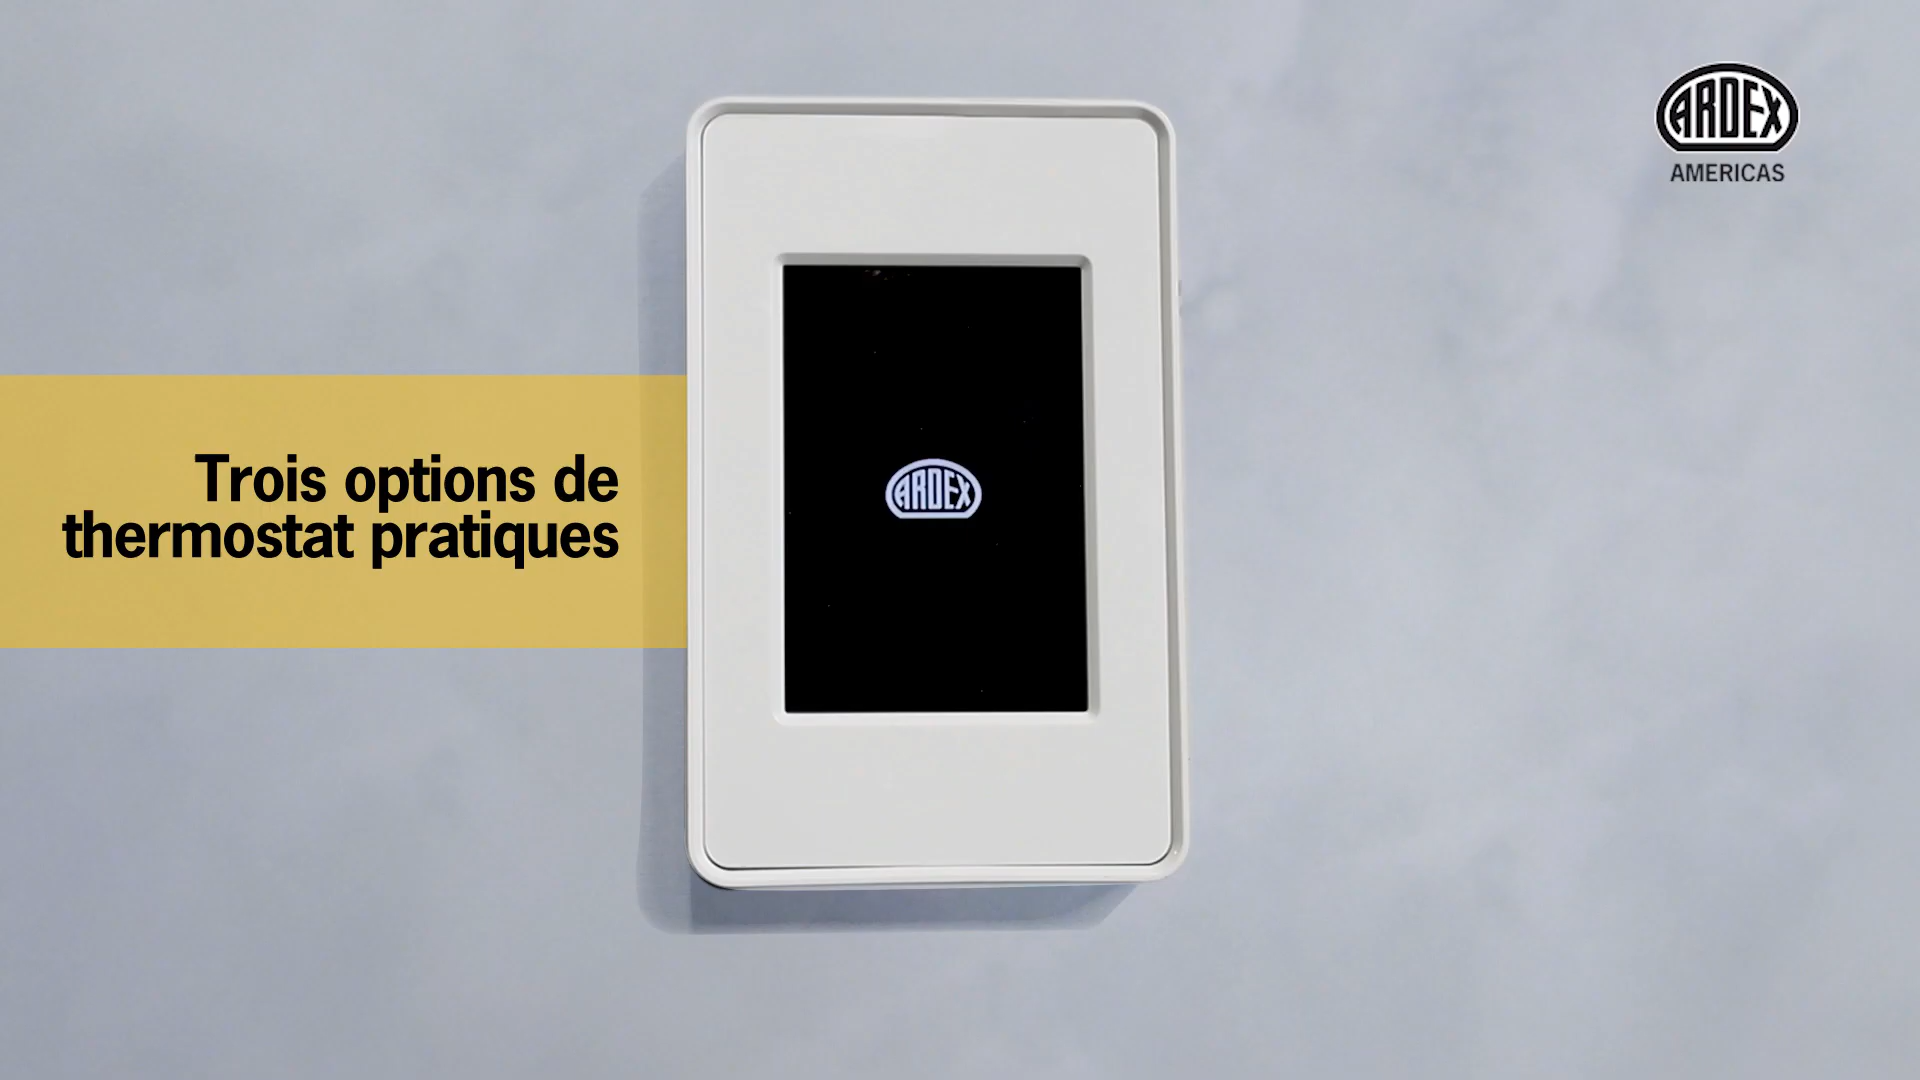 ARDEX
AMERICAS
Trois options de
thermostat pratiques
ARDEX